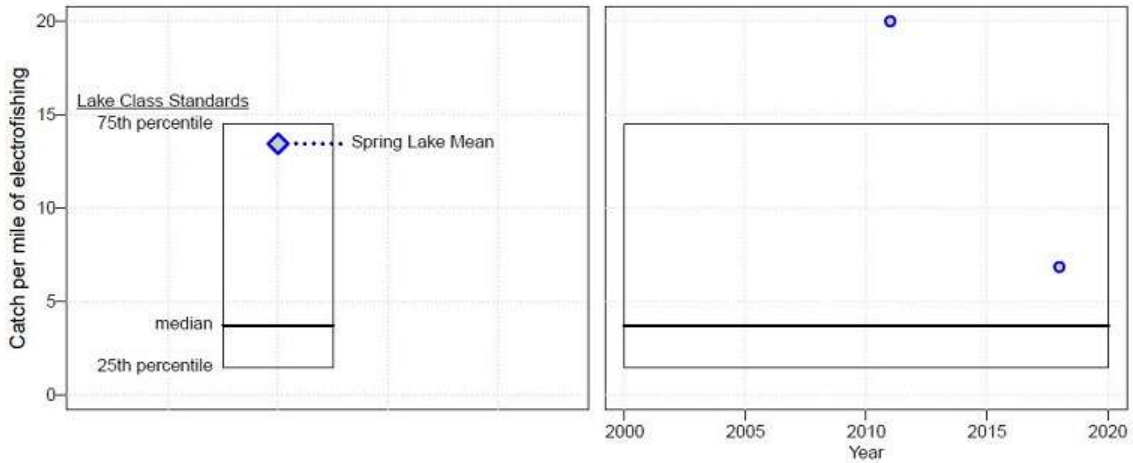 Catch per mile of electrofishing
20
15
10
5
0
Lake Class Standards
75th percentile
Spring Lake Mean
median
25th percentile
2000 2005 2010 2015 2020
Year